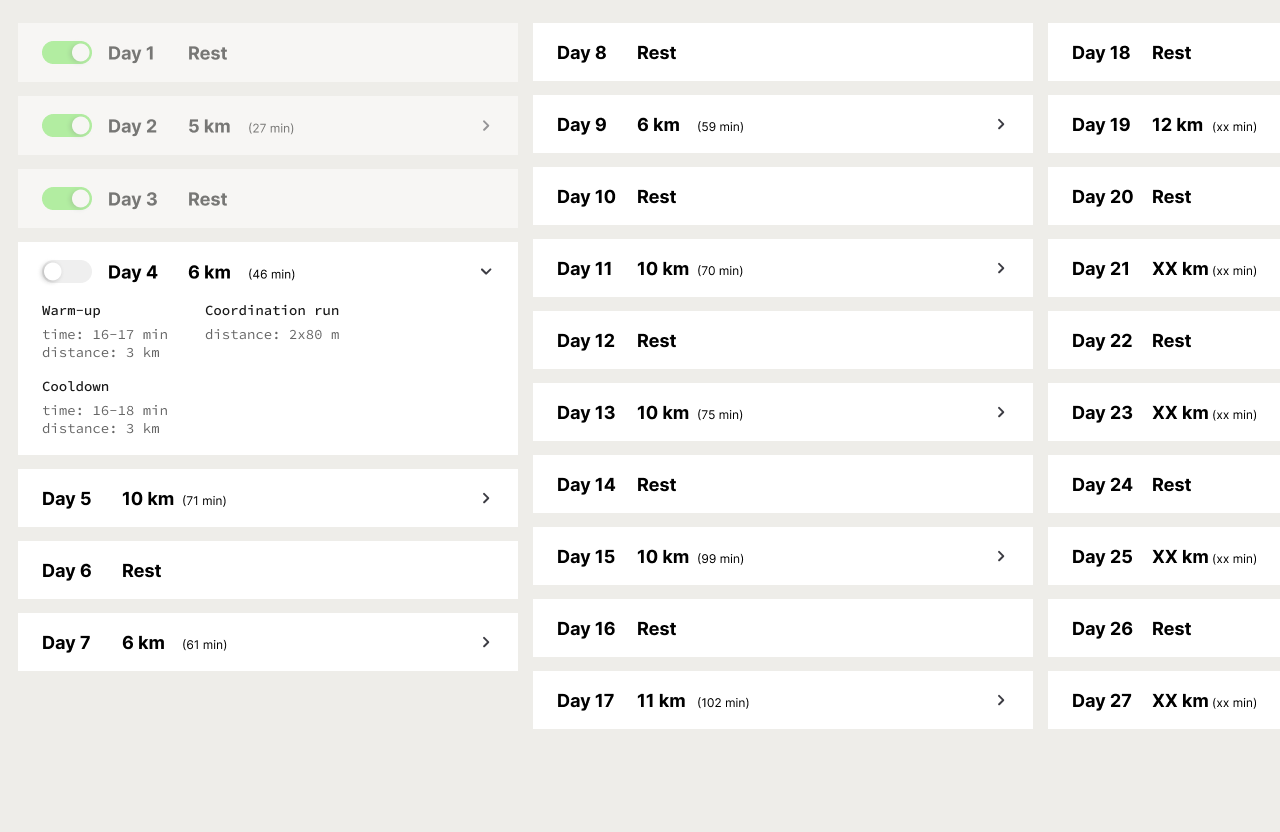 Day 1 Rest
Day 2 5 km (27 min)
Day 3 Rest
Day 4 6 km (46 min)
Warm-up Coordination run
time: 16-17 min distance: 2x80 m
distance: 3 km
Cooldown
time: 16-18 min
distance: 3 km
Day 5 10 km (71 min)
Day 6 Rest
Day 7 6 km (61 min)
Day 8 Rest
Day 9 6 km (59 min)
Day 10 Rest
Day 11 10 km (70 min)
Day 12 Rest
Day 13 10 km (75 min)
Day 14 Rest
Day 15 10 km (99 min)
Day 16 Rest
Day 17 11 km (102 min)
Day 18 Rest
Day 19 12 km (xx min)
Day 20 Rest
Day 21 XX km (xx min)
Day 22 Rest
Day 23 XX km (xx min)
Day 24 Rest
Day 25 XX km (xx min)
Day 26 Rest
Day 27 XX km (xx min)